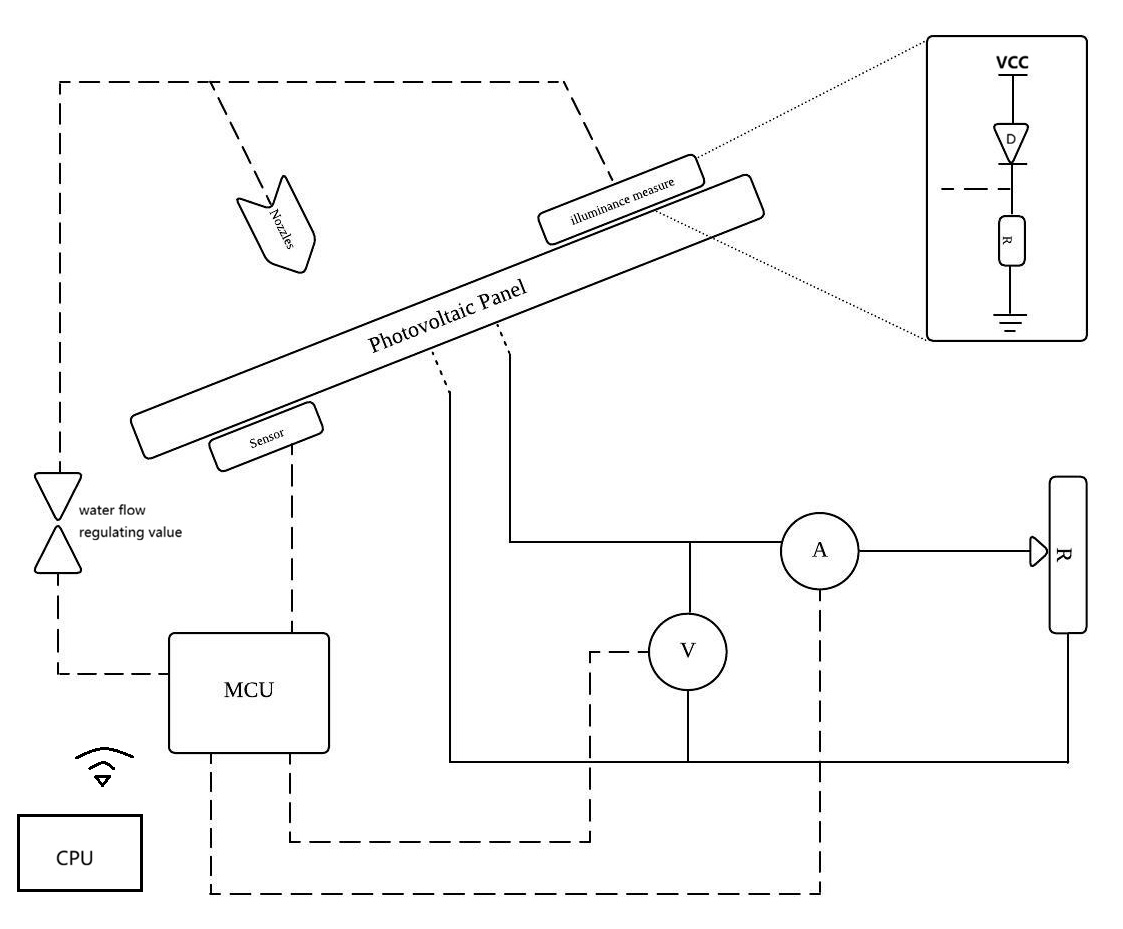 VCC
D
R
illuminance measure
Nozzles
Photovoltaic Panel
Sensor
water flow
regulating value
A
R
V
MCU
CPU